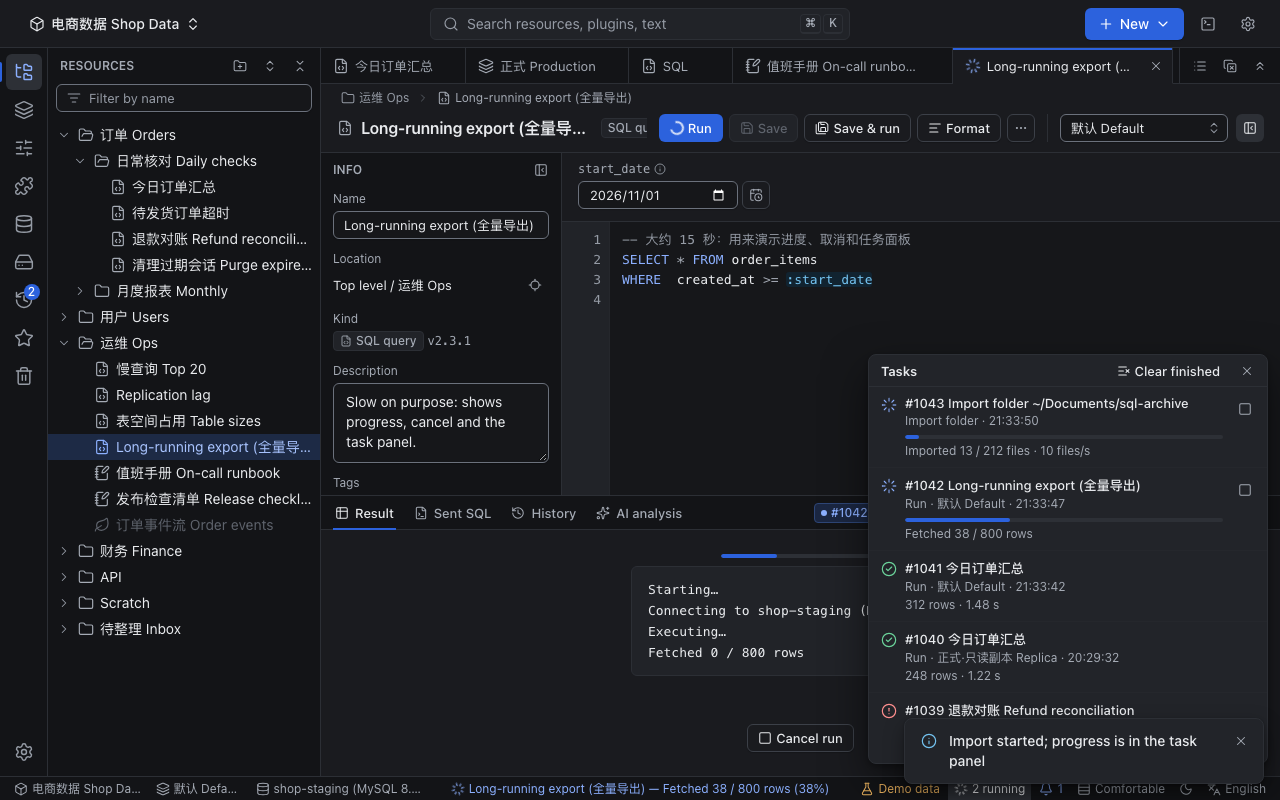 电商数据 Shop Data
Search resources, plugins, text
⌘ K
New
RESOURCES
Filter by name
订单 Orders
日常核对 Daily checks
今日订单汇总
待发货订单超时
退款对账 Refund reconcili...
清理过期会话 Purge expire...
月度报表 Monthly
用户 Users
运维 Ops
慢查询 Top 20
Replication lag
表空间占用 Table sizes
Long-running export (全量导...
值班手册 On-call runbook
发布检查清单 Release checkl...
订单事件流 Order events
财务 Finance
API
Scratch
待整理 Inbox
2
今日订单汇总
正式 Production
SQL
值班手册 On-call runbo...
Long-running export (...
运维 Ops
Long-running export (全量导出)
Long-running export (全量导...
SQL qu
Run
Save
Save & run
Format
默认 Default
INFO
Name
Long-running export (全量导出)
Location
Top level / 运维 Ops
Kind
SQL query v2.3.1
Description
Slow on purpose: shows
progress, cancel and the
task panel.
Tags
start_date
2026/11/01
1 -- 大约 15 秒：用来演示进度、取消和任务面板
2 SELECT * FROM order_items
3 WHERE created_at >= :start_date
4
Result
Sent SQL
History
AI analysis
#1042
Starting…
Connecting to shop-staging (
Executing…
Fetched 0 / 800 rows
Cancel run
Tasks
Clear finished
#1043 Import folder ~/Documents/sql-archive
Import folder · 21:33:50
Imported 13 / 212 files · 10 files/s
#1042 Long-running export (全量导出)
Run · 默认 Default · 21:33:47
Fetched 38 / 800 rows
#1041 今日订单汇总
Run · 默认 Default · 21:33:42
312 rows · 1.48 s
#1040 今日订单汇总
Run · 正式·只读副本 Replica · 20:29:32
248 rows · 1.22 s
#1039 退款对账 Refund reconciliation
Import started; progress is in the task
panel
电商数据 Shop Da...
默认 Defa...
shop-staging (MySQL 8....
Long-running export (全量导出) — Fetched 38 / 800 rows (38%)
Demo data
2 running
1
Comfortable
English